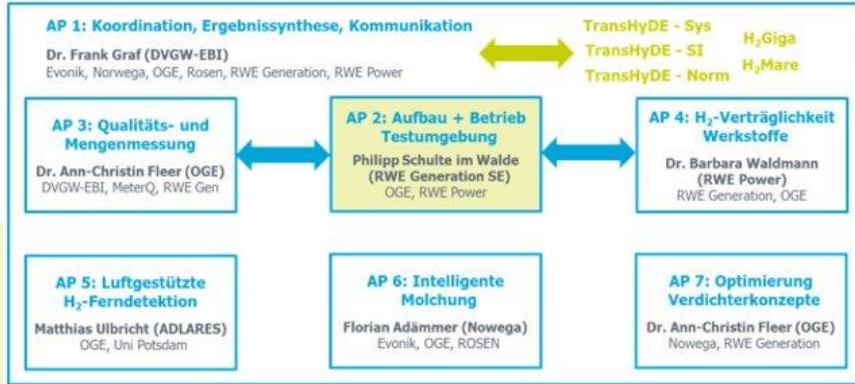 AP 1: Koordination, Ergebnissynthese, Kommunikation
Dr. Frank Graf (DVGW-EBI)
Evonik, Norwega, OGE, Rosen, RWE Generation, RWE Power
TransHyDE - Sys
TransHyDE - SI
TransHyDE - Norm
H₂Giga
H₂Mare
AP 3: Qualitäts- und
Mengenmessung
Dr. Ann-Christin Fleer (OGE)
DVGW-EBI, MeterQ, RWE Gen
AP 2: Aufbau + Betrieb
Testumgebung
Philipp Schulte im Walde
(RWE Generation SE)
OGE, RWE Power
AP 4: H₂-Verträglichkeit
Werkstoffe
Dr. Barbara Waldmann
(RWE Power)
RWE Generation, OGE
AP 5: Luftgestützte
H₂-Ferndetektion
Matthias Ulbricht (ADLARES)
OGE, Uni Potsdam
AP 6: Intelligente
Molchung
Florian Adämmer (Nowega)
Evonik, OGE, ROSEN
AP 7: Optimierung
Verdichterkonzepte
Dr. Ann-Christin Fleer (OGE)
Nowega, RWE Generation